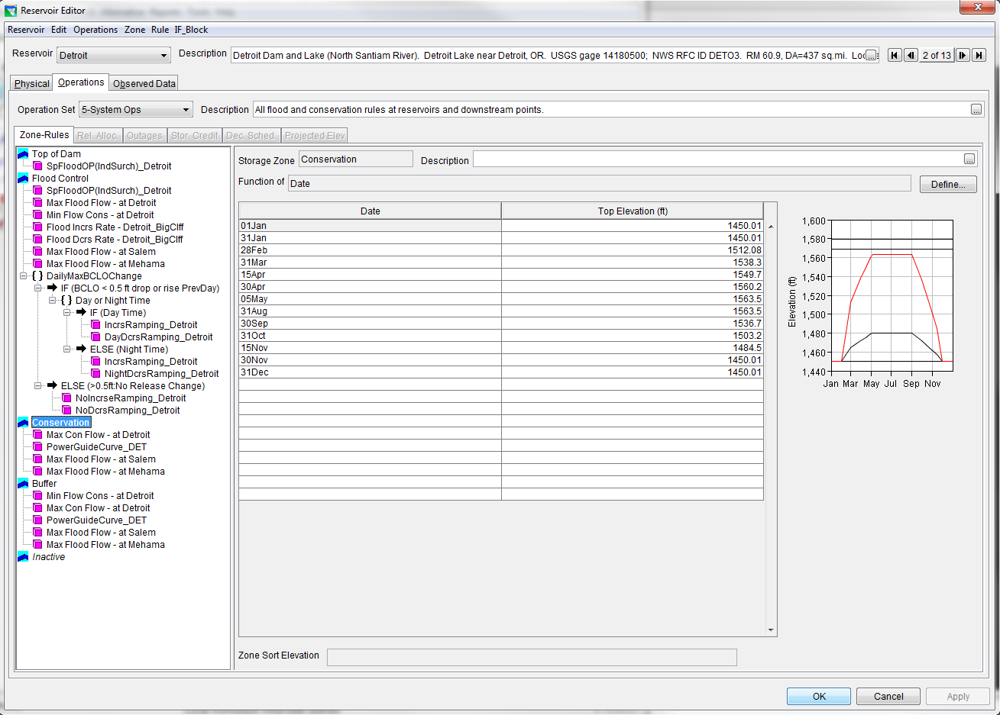 Reservoir Editor
Reservoir Edit Operations Zone Rule IF_Block
Reservoir Detroit Description Detroit Dam and Lake (North Santiam River). Detroit Lake near Detroit, OR. USGS gage 14180500; NWS RFC ID DETO3. RM 60.9, DA=437 sq.mi. ... 2 of 13
Physical Operations Observed Data
Operation Set 5-System Ops Description All flood and conservation rules at reservoirs and downstream points. ...
Zone-Rules Rel. Alloc. Outages Stor. Credit Dec. Sched. Projected Elev
Top of Dam
SpFloodOP(IndSurch)_Detroit
Flood Control
SpFloodOP(IndSurch)_Detroit
Max Flood Flow - at Detroit
Min Flow Cons - at Detroit
Flood Incrs Rate - Detroit_BigClff
Flood Dcrs Rate - Detroit_BigClff
Max Flood Flow - at Salem
Max Flood Flow - at Mehama
{ } DailyMaxBCLOChange
IF (BCLO < 0.5 ft drop or rise PrevDay)
{ } Day or Night Time
IF (Day Time)
IncrsRamping_Detroit
DayDcrsRamping_Detroit
ELSE (Night Time)
IncrsRamping_Detroit
NightDcrsRamping_Detroit
ELSE (>0.5ft:No Release Change)
NoIncrseRamping_Detroit
NoDcrsRamping_Detroit
Conservation
Max Con Flow - at Detroit
PowerGuideCurve_DET
Max Flood Flow - at Salem
Max Flood Flow - at Mehama
Buffer
Min Flow Cons - at Detroit
Max Con Flow - at Detroit
PowerGuideCurve_DET
Max Flood Flow - at Salem
Max Flood Flow - at Mehama
Inactive
Storage Zone Conservation Description ...
Function of Date Define...
Date Top Elevation (ft)
01Jan 1450.01
31Jan 1450.01
28Feb 1512.08
31Mar 1538.3
15Apr 1549.7
30Apr 1560.2
05May 1563.5
31Aug 1563.5
30Sep 1536.7
31Oct 1503.2
15Nov 1484.5
30Nov 1450.01
31Dec 1450.01
Elevation (ft)
1,600
1,580
1,560
1,540
1,520
1,500
1,480
1,460
1,440
Jan Mar May Jul Sep Nov
Zone Sort Elevation
OK Cancel Apply